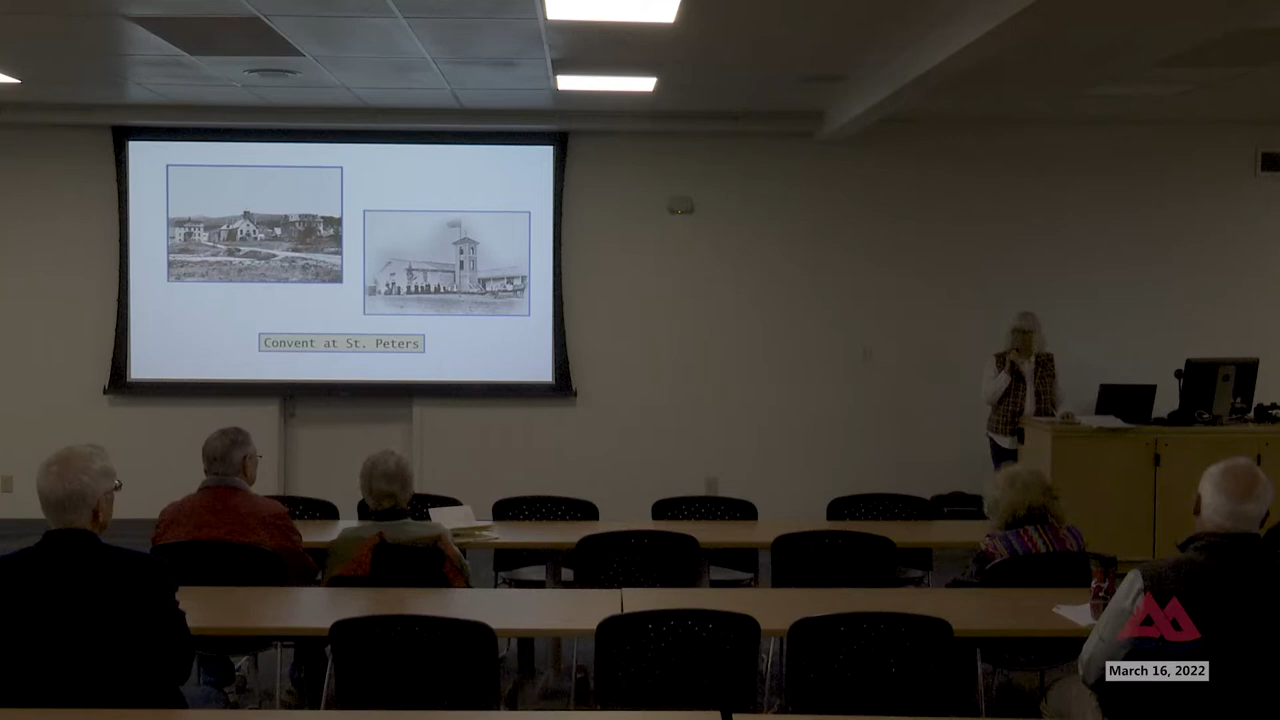 Convent at St. Peters
March 16, 2022